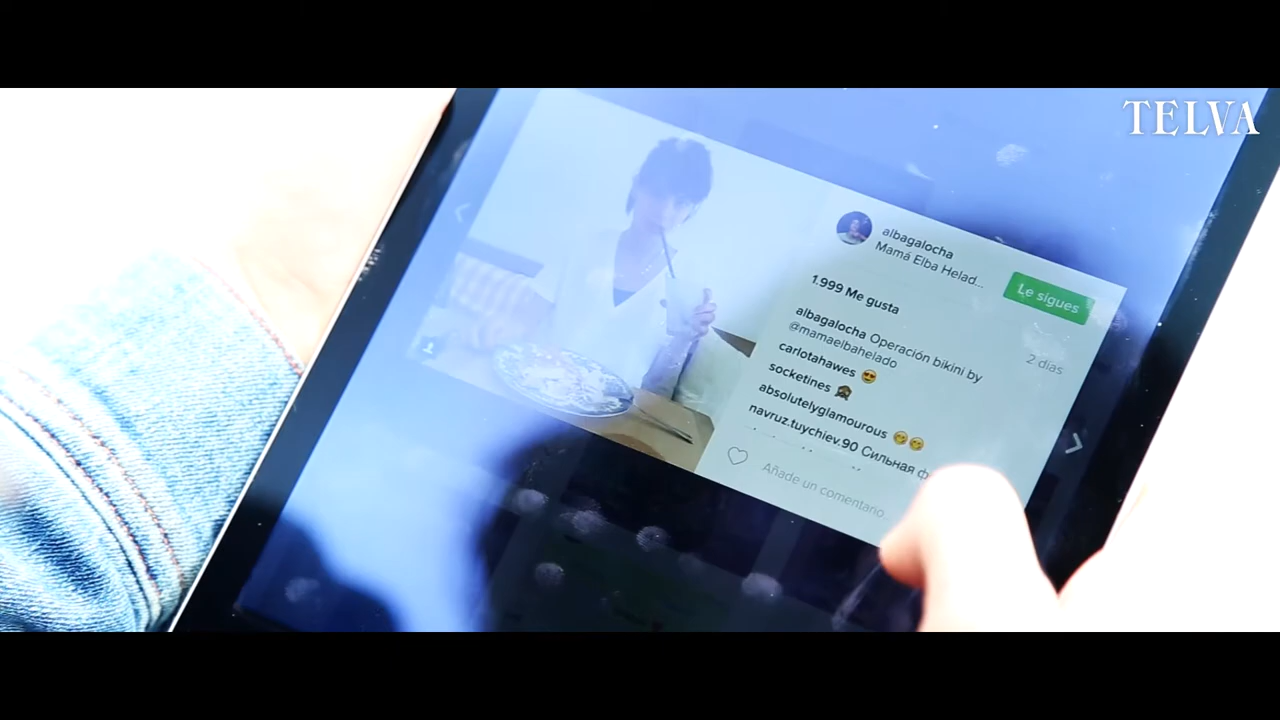 TELVA
albagalocha
Mamá Elba Helad...
Le sigues
1.999 Me gusta
2 días
albagalocha Operación bikini by
@mamaelbahelado
carlotahawes 😍
socketines 🙈
absolutelyglamourous 😄😄
navruz.tuychiev.90 Сильная ф
Añade un comentario